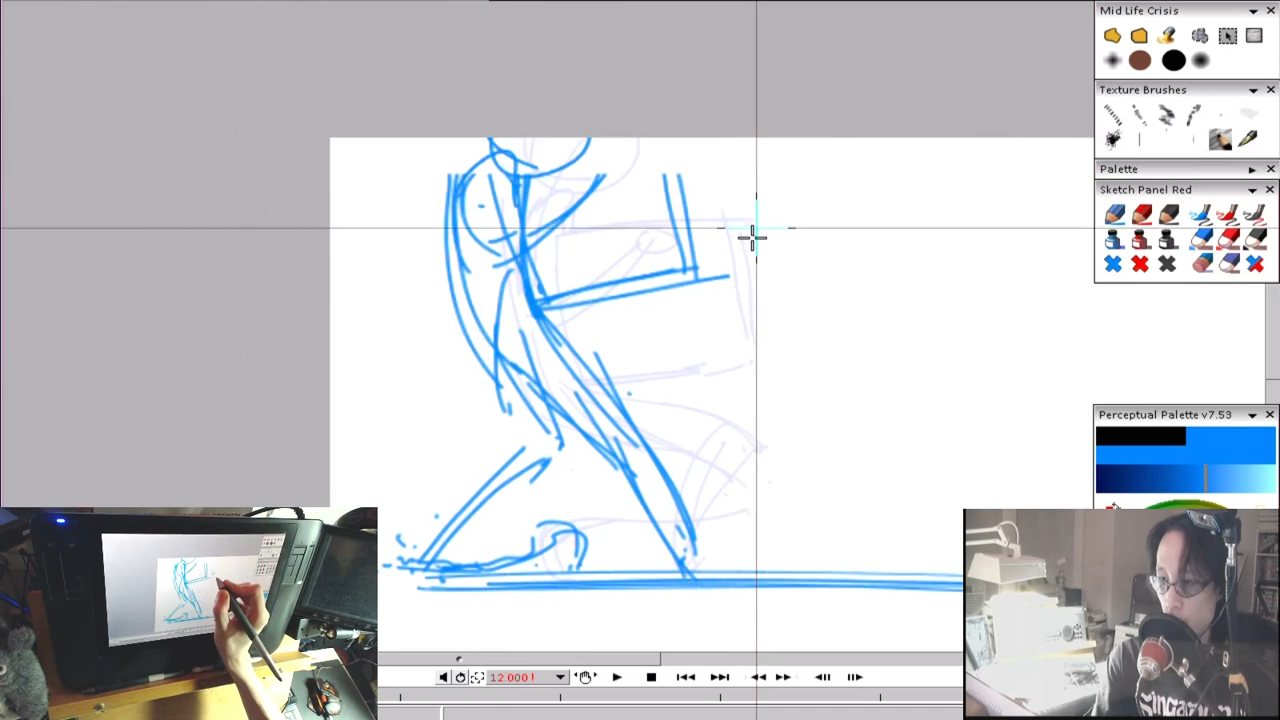 Mid Life Crisis
Texture Brushes
Palette
Sketch Panel Red
Perceptual Palette v7.53
12.000 !